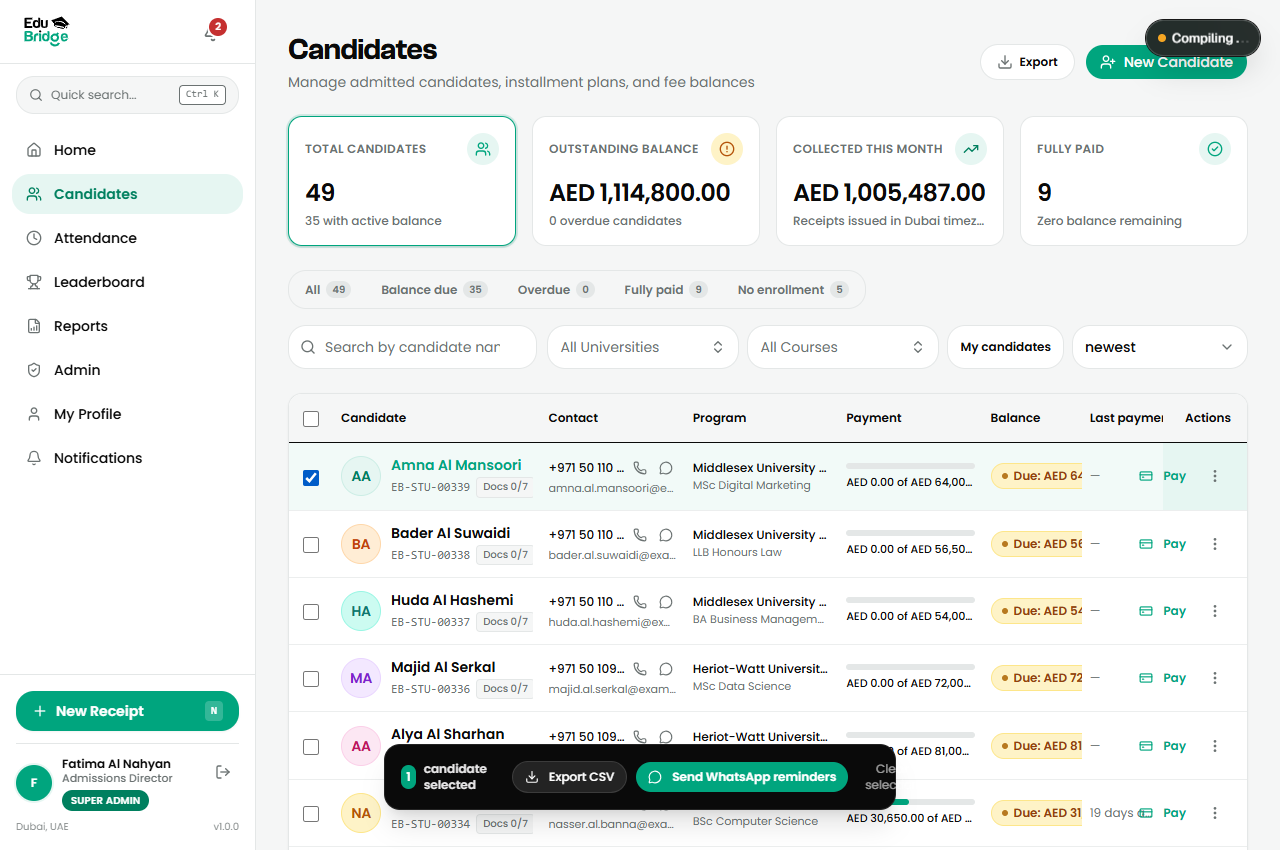 Edu
Bridge
2
Quick search...
Ctrl K
Home
Candidates
Attendance
Leaderboard
Reports
Admin
My Profile
Notifications
New Receipt
N
F
Fatima Al Nahyan
Admissions Director
SUPER ADMIN
Dubai, UAE
v1.0.0
Candidates
Manage admitted candidates, installment plans, and fee balances
Export
New Candidate
Compiling...
TOTAL CANDIDATES
49
35 with active balance
OUTSTANDING BALANCE
AED 1,114,800.00
0 overdue candidates
COLLECTED THIS MONTH
AED 1,005,487.00
Receipts issued in Dubai timez...
FULLY PAID
9
Zero balance remaining
All 49
Balance due 35
Overdue 0
Fully paid 9
No enrollment 5
Search by candidate nar
All Universities
All Courses
My candidates
newest
Candidate Contact Program Payment Balance Last paymer Actions
AA
Amna Al Mansoori
EB-STU-00339 Docs 0/7
+971 50 110 ...
amna.al.mansoori@e...
Middlesex University ...
MSc Digital Marketing
AED 0.00 of AED 64,00...
Due: AED 64
—
Pay
BA
Bader Al Suwaidi
EB-STU-00338 Docs 0/7
+971 50 110 ...
bader.al.suwaidi@exa...
Middlesex University ...
LLB Honours Law
AED 0.00 of AED 56,50...
Due: AED 56
—
Pay
HA
Huda Al Hashemi
EB-STU-00337 Docs 0/7
+971 50 110 ...
huda.al.hashemi@ex...
Middlesex University ...
BA Business Managem...
AED 0.00 of AED 54,00...
Due: AED 54
—
Pay
MA
Majid Al Serkal
EB-STU-00336 Docs 0/7
+971 50 109...
majid.al.serkal@exam...
Heriot-Watt Universit...
MSc Data Science
AED 0.00 of AED 72,00...
Due: AED 72
—
Pay
AA
Alya Al Sharhan
+971 50 109...
Heriot-Watt Universit...
of AED 81,00...
Due: AED 81
—
Pay
NA
EB-STU-00334 Docs 0/7
nasser.al.banna@exa...
BSc Computer Science
AED 30,650.00 of AED ...
Due: AED 31
19 days
Pay
1
candidate
selected
Export CSV
Send WhatsApp reminders
Cle
selec